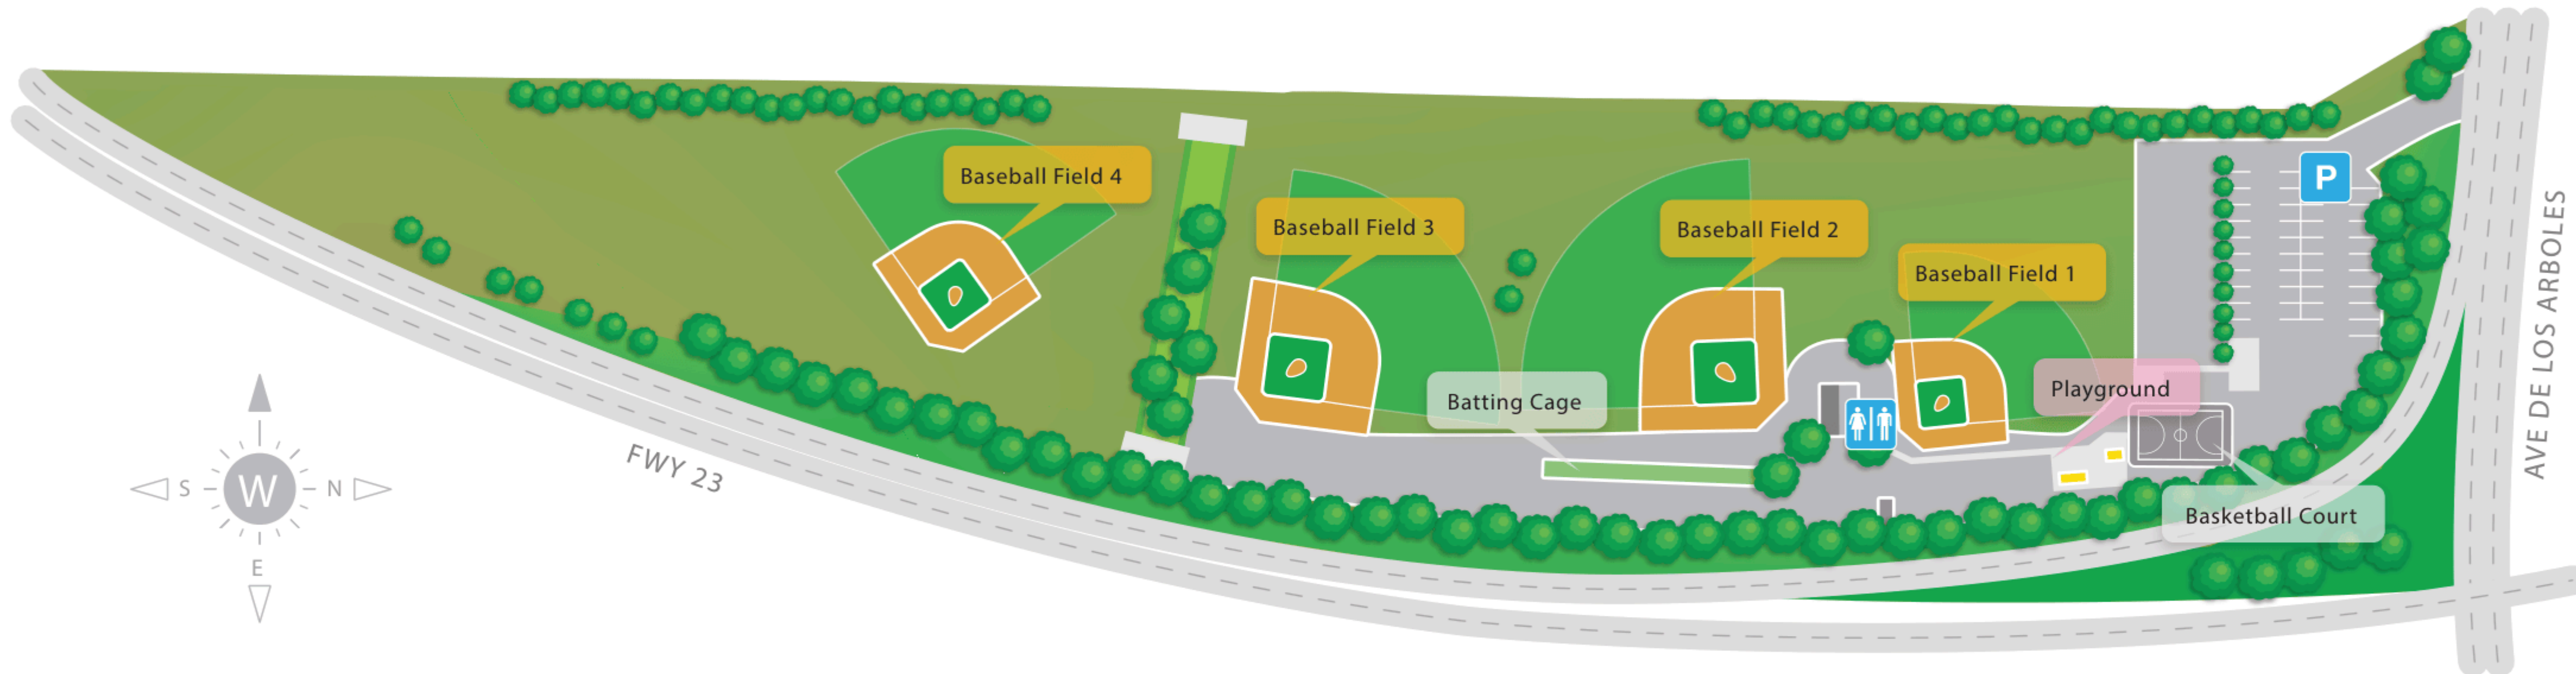 Baseball Field 4
Baseball Field 3
Baseball Field 2
Baseball Field 1
P
Batting Cage
Playground
Basketball Court
FWY 23
AVE DE LOS ARBOLES
S
W
N
E